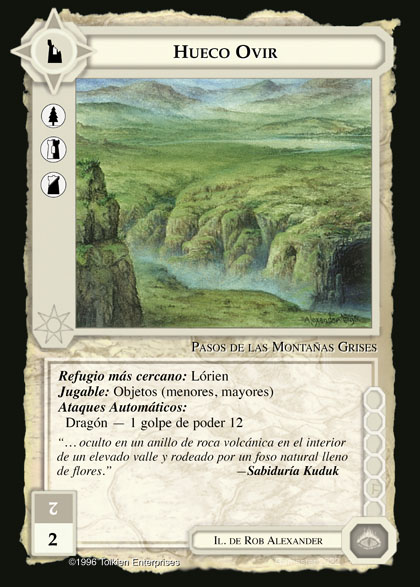 Hueco Ovir
Alexander
Pasos de las Montañas Grises
Refugio más cercano: Lórien
Jugable: Objetos (menores, mayores)
Ataques Automáticos:
Dragón — 1 golpe de poder 12
“… oculto en un anillo de roca volcánica en el interior
de un elevado valle y rodeado por un foso natural lleno
de flores.” —Sabiduría Kuduk
2
2
Il. de Rob Alexander
©1996 Tolkien Enterprises